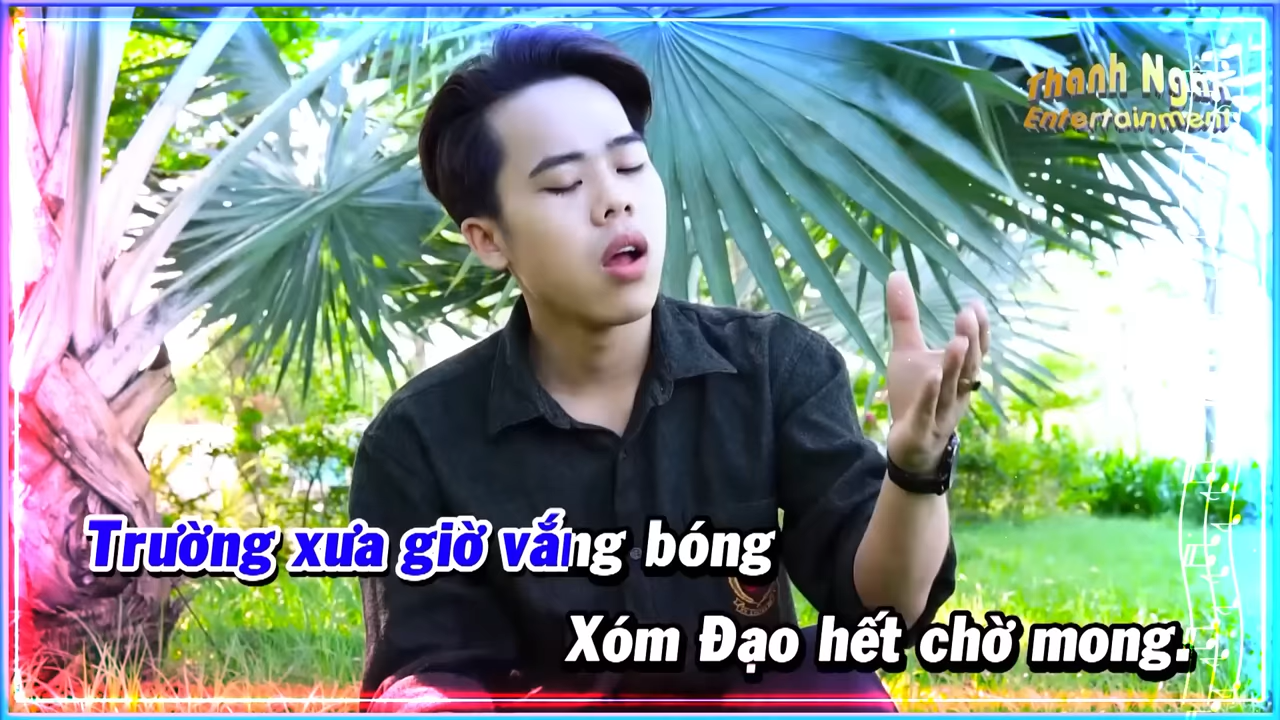 Thanh Ngân
Entertainment
Trường xưa giờ vắng bóng
Xóm Đạo hết chờ mong.